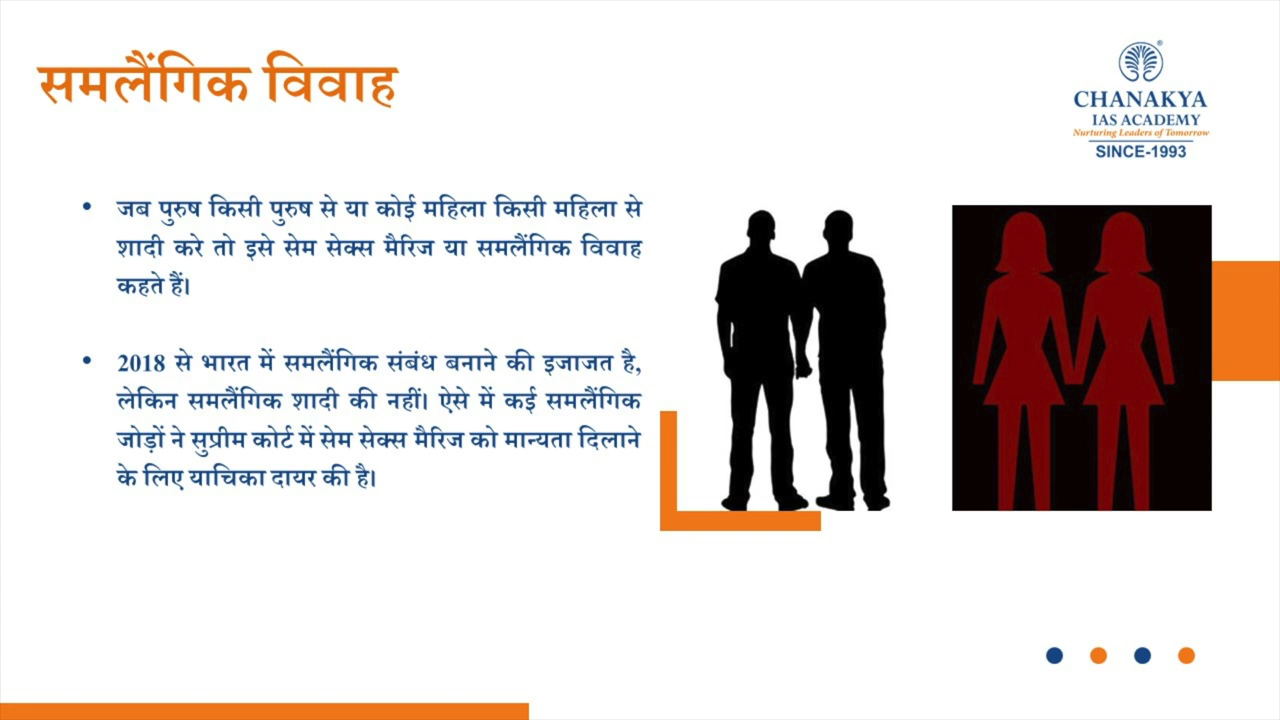 समलैंगिक विवाह
CHANAKYA
IAS ACADEMY
Nurturing Leaders of Tomorrow
SINCE-1993
• जब पुरुष किसी पुरुष से या कोई महिला किसी महिला से
शादी करे तो इसे सेम सेक्स मैरिज या समलैंगिक विवाह
कहते हैं।
• 2018 से भारत में समलैंगिक संबंध बनाने की इजाजत है,
लेकिन समलैंगिक शादी की नहीं। ऐसे में कई समलैंगिक
जोड़ों ने सुप्रीम कोर्ट में सेम सेक्स मैरिज को मान्यता दिलाने
के लिए याचिका दायर की है।